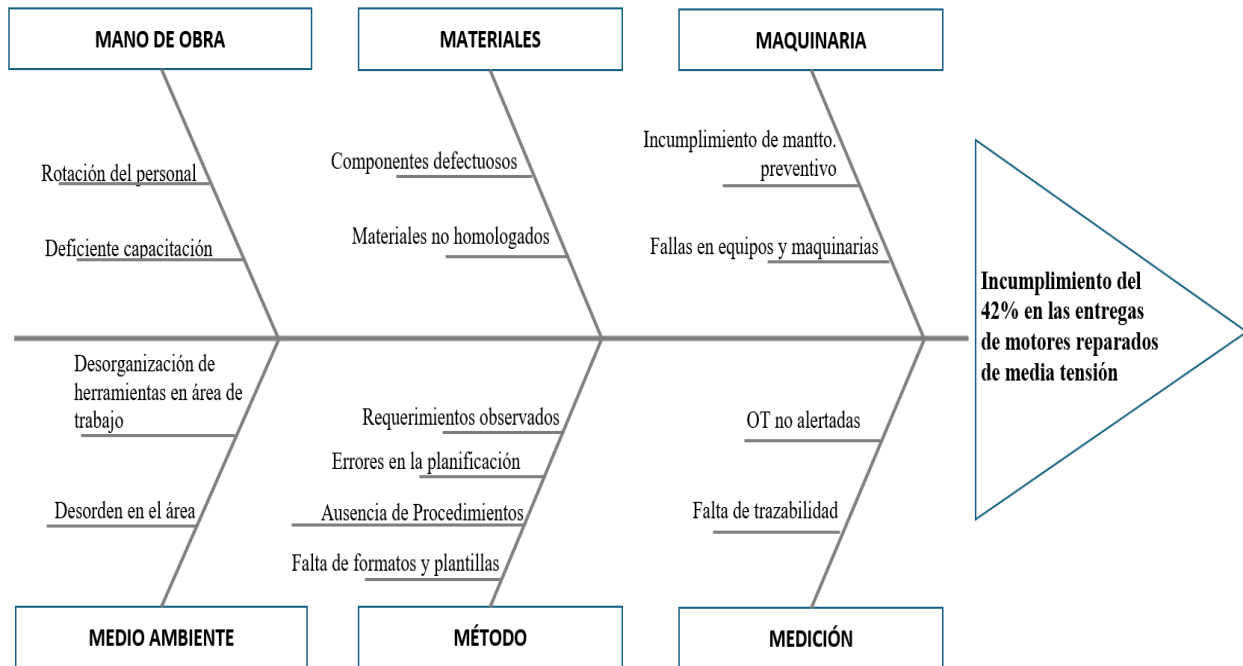 MANO DE OBRA
MATERIALES
MAQUINARIA
Rotación del personal
Deficiente capacitación
Componentes defectuosos
Materiales no homologados
Incumplimiento de mantto.
preventivo
Fallas en equipos y maquinarias
Incumplimiento del
42% en las entregas
de motores reparados
de media tensión
Desorganización de
herramientas en área de
trabajo
Desorden en el área
Requerimientos observados
Errores en la planificación
Ausencia de Procedimientos
Falta de formatos y plantillas
OT no alertadas
Falta de trazabilidad
MEDIO AMBIENTE
MÉTODO
MEDICIÓN